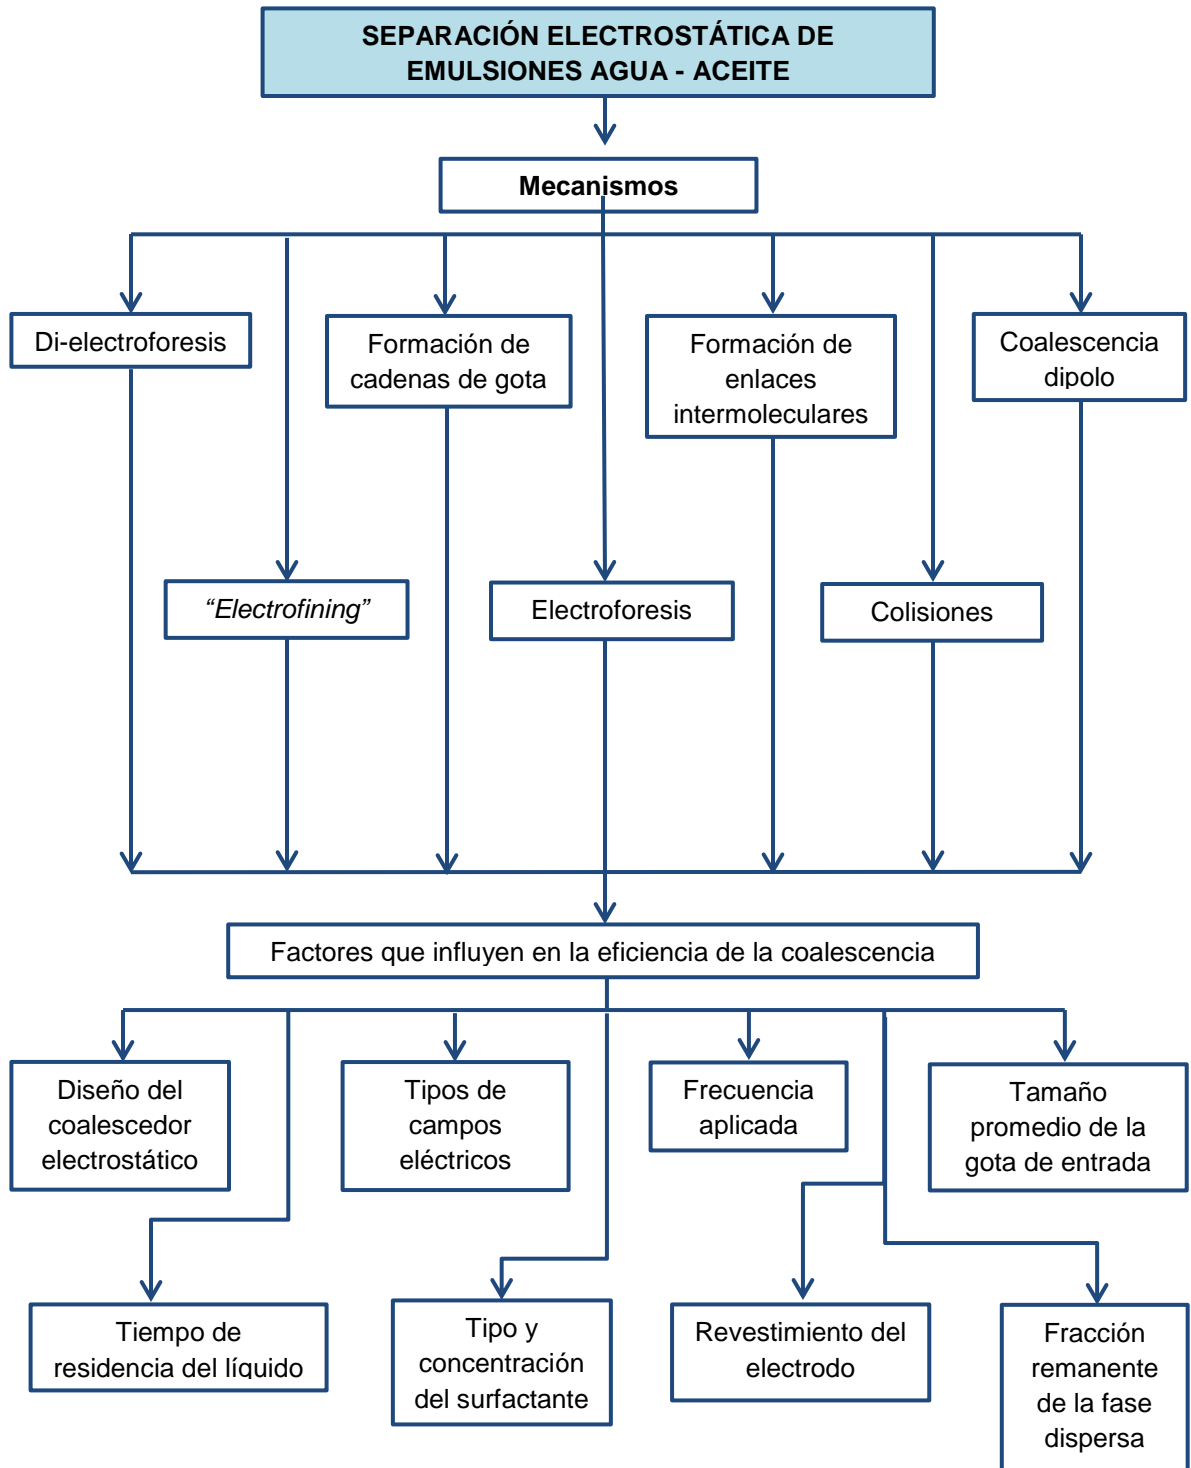 SEPARACIÓN ELECTROSTÁTICA DE
EMULSIONES AGUA - ACEITE
Mecanismos
Di-electroforesis
Formación de
cadenas de gota
Formación de
enlaces
intermoleculares
Coalescencia
dipolo
“Electrofining”
Electroforesis
Colisiones
Factores que influyen en la eficiencia de la coalescencia
Diseño del
coalescedor
electrostático
Tipos de
campos
eléctricos
Frecuencia
aplicada
Tamaño
promedio de la
gota de entrada
Tiempo de
residencia del líquido
Tipo y
concentración
del surfactante
Revestimiento del
electrodo
Fracción
remanente
de la fase
dispersa